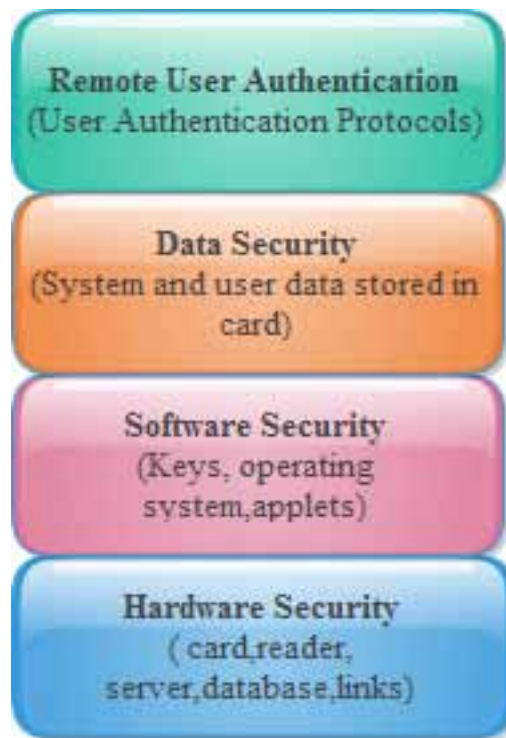 Remote User Authentication
(User Authentication Protocols)
Data Security
(System and user data stored in
card)
Software Security
(Keys, operating
system,applets)
Hardware Security
( card,reader,
server,database,links)